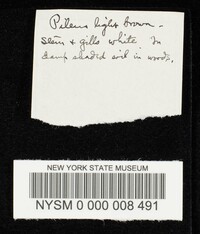 Pileus light brown -
stem & gills white In
damp shaded soil in woods.
NEW YORK STATE MUSEUM
NYSM 0 000 008 491